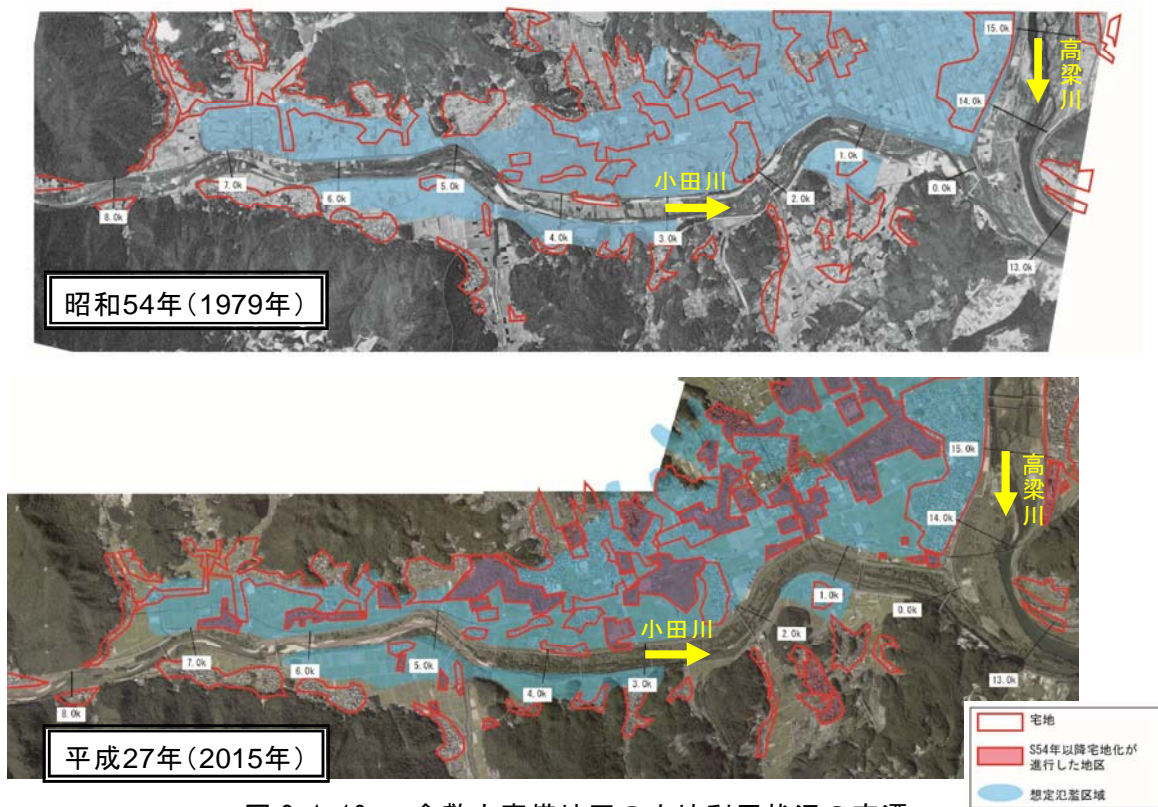 15.0k
高梁川
14.0k
1.0k
7.0k
5.0k
小田川
0.0k
6.0k
2.0k
8.0k
4.0k
3.0k
13.0k
昭和54年(1979年)
15.0k
高梁川
14.0k
1.0k
0.0k
小田川
2.0k
7.0k
6.0k
5.0k
3.0k
4.0k
13.0k
8.0k
平成27年(2015年)
宅地
S54年以降宅地化が
進行した地区
想定氾濫区域